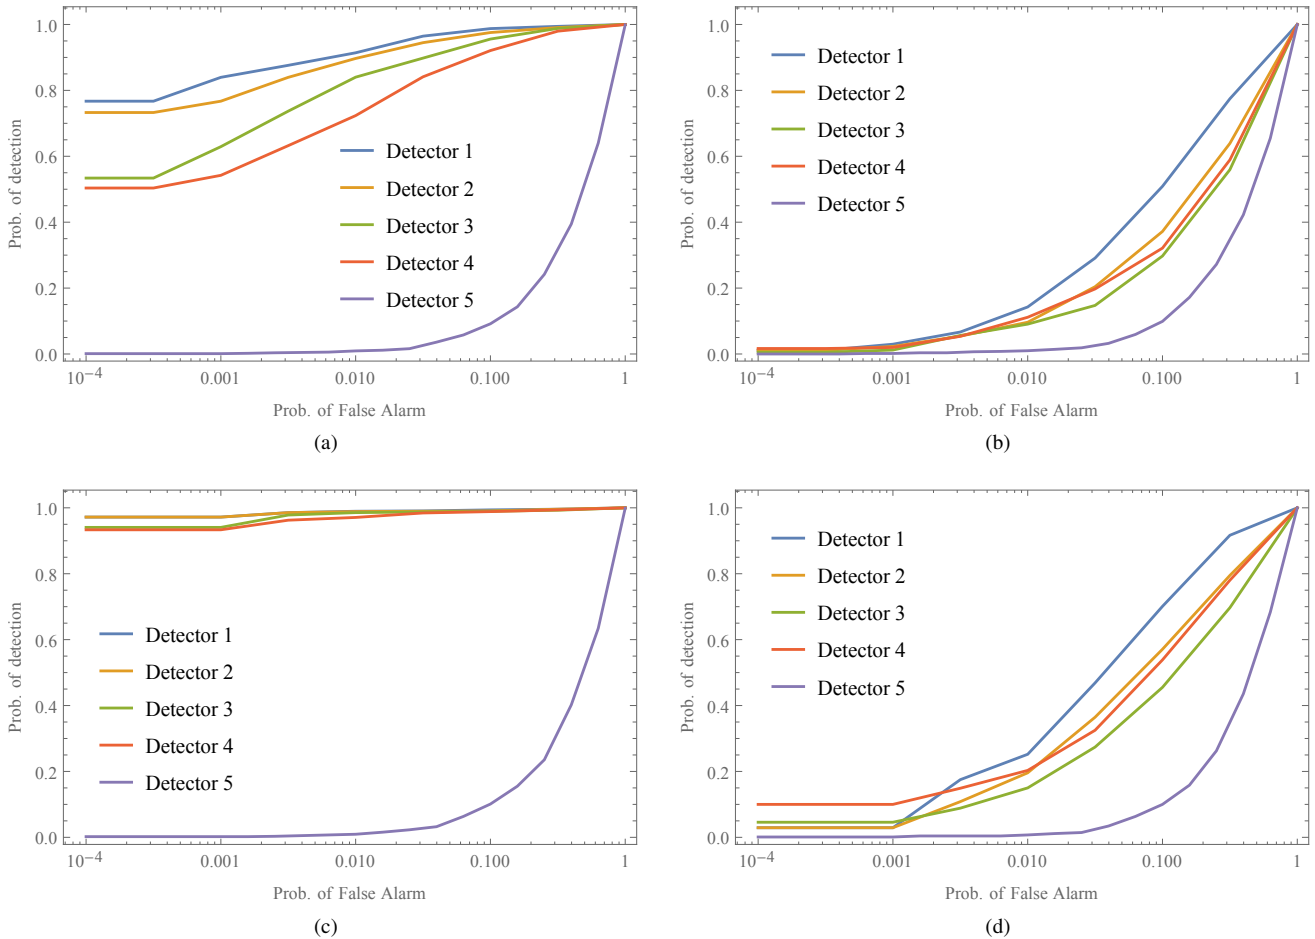 1.0
0.8
0.6
0.4
0.2
0.0
Prob. of detection
Detector 1
Detector 2
Detector 3
Detector 4
Detector 5
10⁻⁴ 0.001 0.010 0.100 1
Prob. of False Alarm
(a)
1.0
0.8
0.6
0.4
0.2
0.0
Prob. of detection
Detector 1
Detector 2
Detector 3
Detector 4
Detector 5
10⁻⁴ 0.001 0.010 0.100 1
Prob. of False Alarm
(b)
1.0
0.8
0.6
0.4
0.2
0.0
Prob. of detection
Detector 1
Detector 2
Detector 3
Detector 4
Detector 5
10⁻⁴ 0.001 0.010 0.100 1
Prob. of False Alarm
(c)
1.0
0.8
0.6
0.4
0.2
0.0
Prob. of detection
Detector 1
Detector 2
Detector 3
Detector 4
Detector 5
10⁻⁴ 0.001 0.010 0.100 1
Prob. of False Alarm
(d)